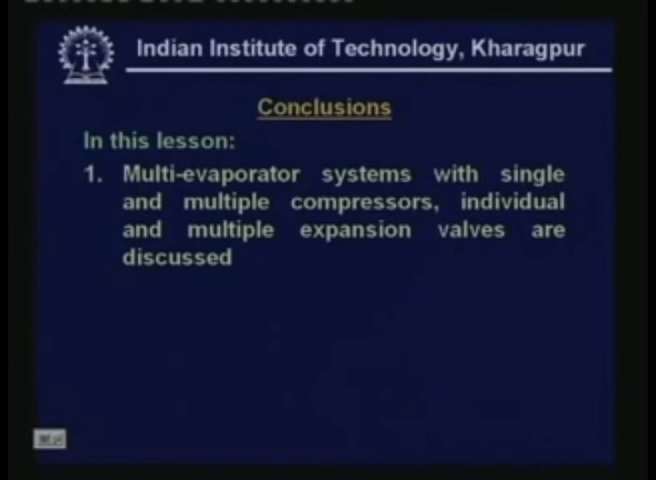 Indian Institute of Technology, Kharagpur
Conclusions
In this lesson:
1. Multi-evaporator systems with single
and multiple compressors, individual
and multiple expansion valves are
discussed